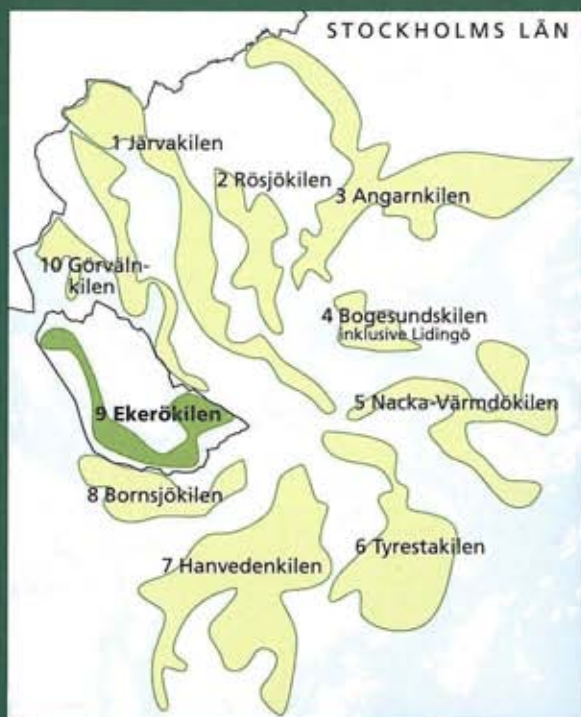 STOCKHOLMS LÄN
1 Järvakilen
2 Rösjökilen
3 Angarnkilen
10 Görväln-
kilen
4 Bogesundskilen
inklusive Lidingö
5 Nacka-Värmdökilen
9 Ekerökilen
8 Bornsjökilen
6 Tyrestakilen
7 Hanvedenkilen